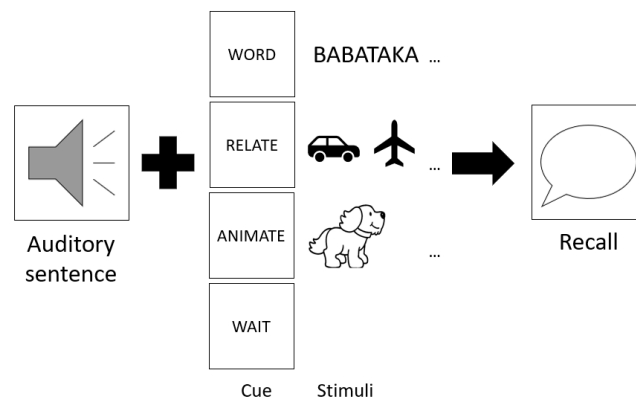 WORD
BABATAKA ...
RELATE
...
Auditory
sentence
ANIMATE
...
Recall
WAIT
Cue
Stimuli